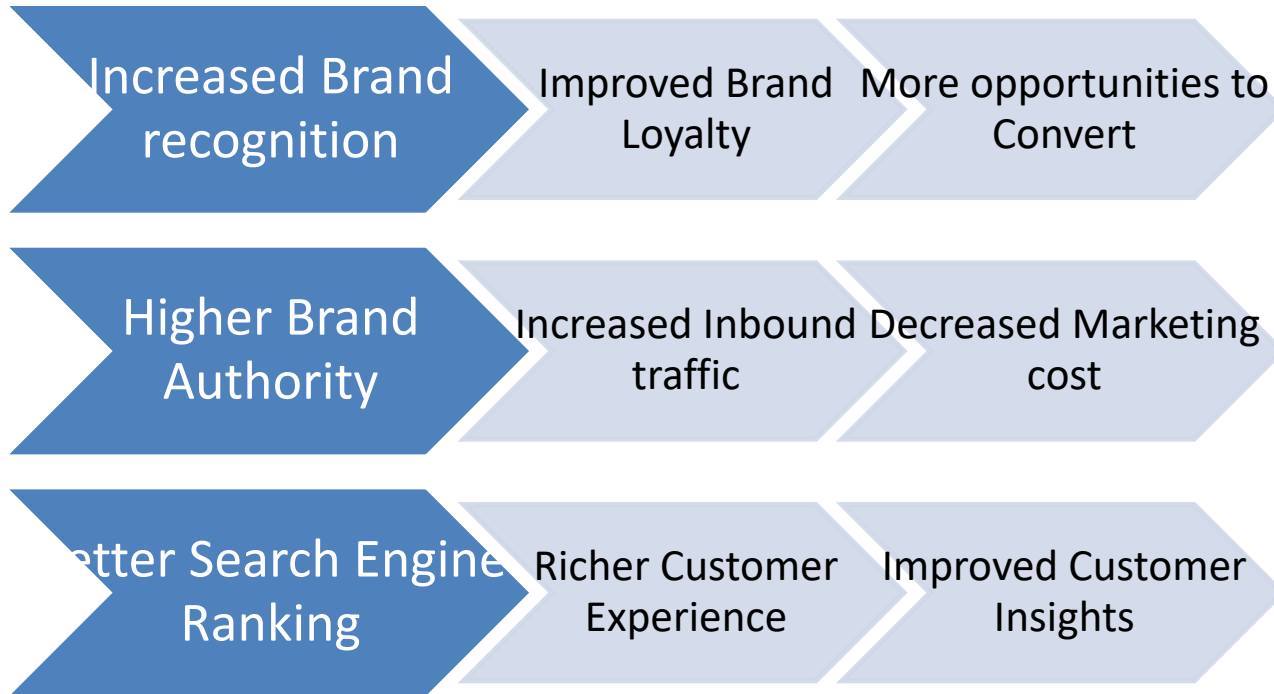 Increased Brand
recognition
Improved Brand
Loyalty
More opportunities to
Convert
Higher Brand
Authority
Increased Inbound
traffic
Decreased Marketing
cost
etter Search Engine
Ranking
Richer Customer
Experience
Improved Customer
Insights